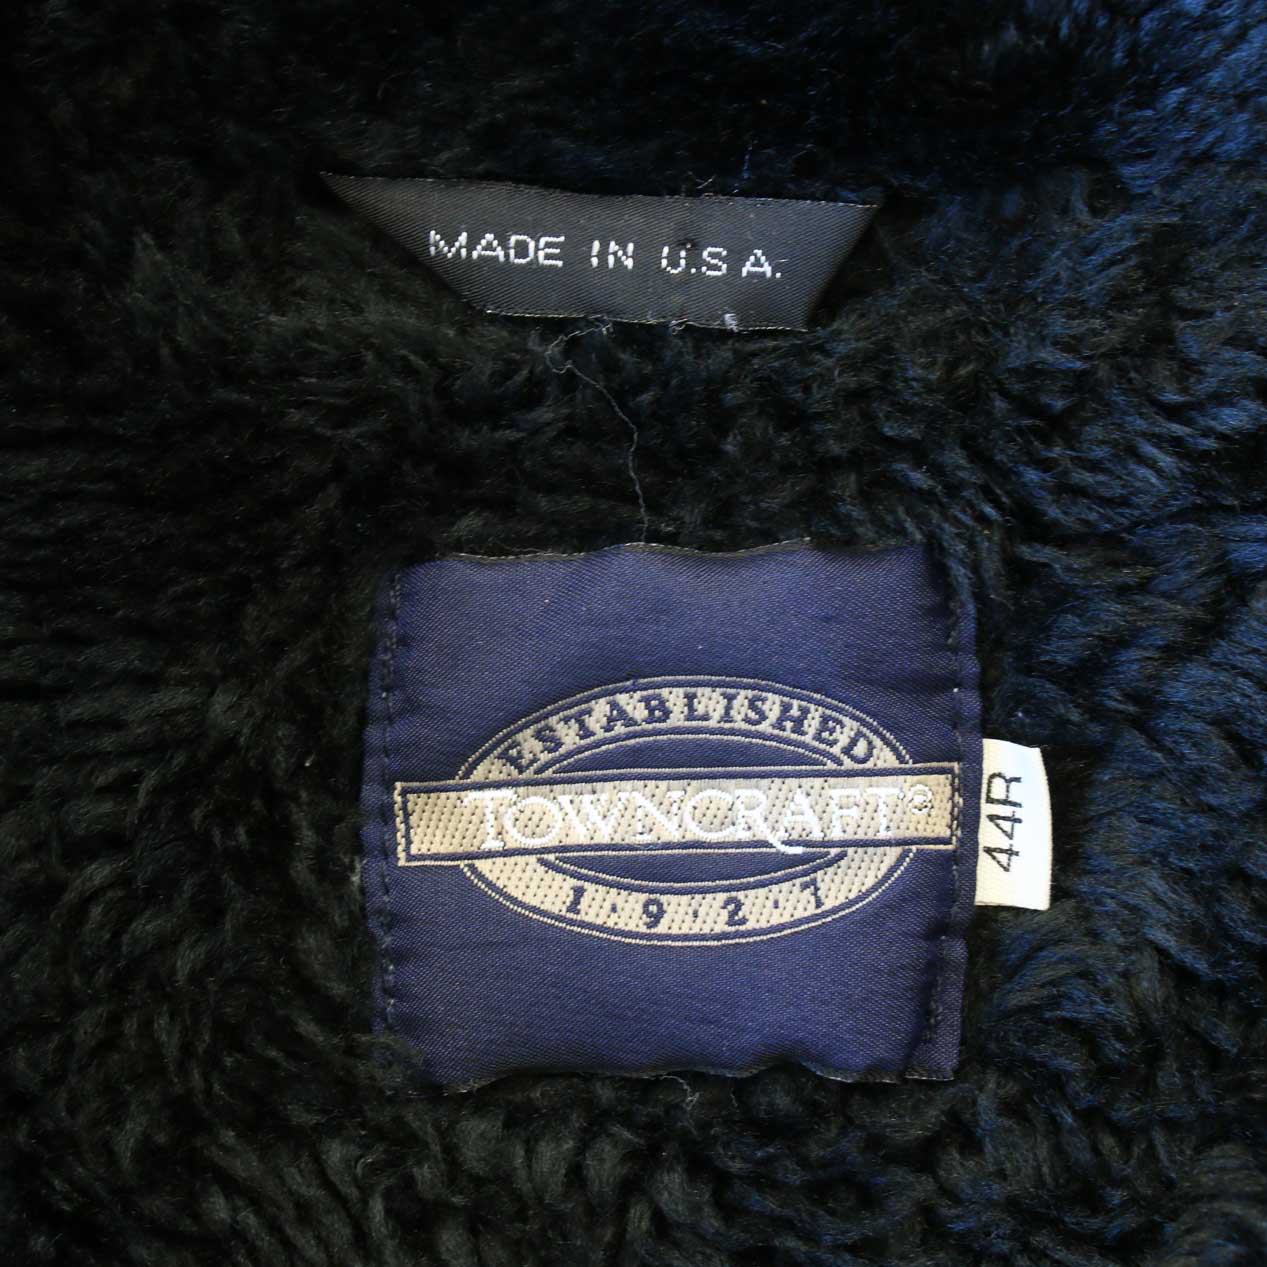 MADE IN U.S.A.
ESTABLISHED
TOWNCRAFT®
1·9·2·7
44R